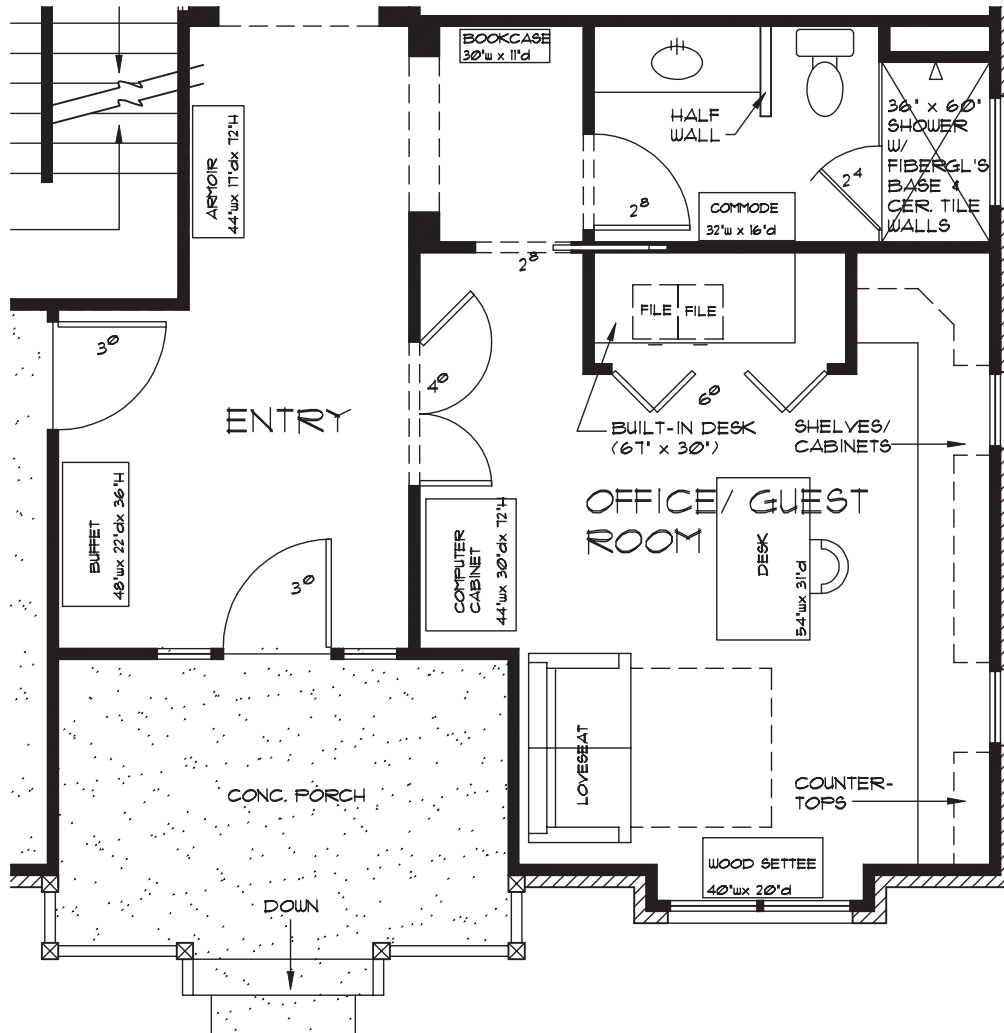 BOOKCASE
30"w x 11"d
HALF
WALL
36" x 60"
SHOWER
W/
FIBERGL'S
BASE &
CER. TILE
WALLS
ARMOIR
44"wx 17"dx 72"H
2⁸
2⁴
COMMODE
32"w x 16"d
2⁸
FILE
FILE
3⁰
4⁰
6⁰
ENTRY
BUILT-IN DESK
(67" x 30")
SHELVES/
CABINETS
OFFICE/ GUEST
ROOM
BUFFET
48"wx 22"dx 36"H
COMPUTER
CABINET
44"wx 30"dx 72"H
DESK
54"wx 31"d
3⁰
LOVESEAT
CONC. PORCH
COUNTER-
TOPS
WOOD SETTEE
40"wx 20"d
DOWN